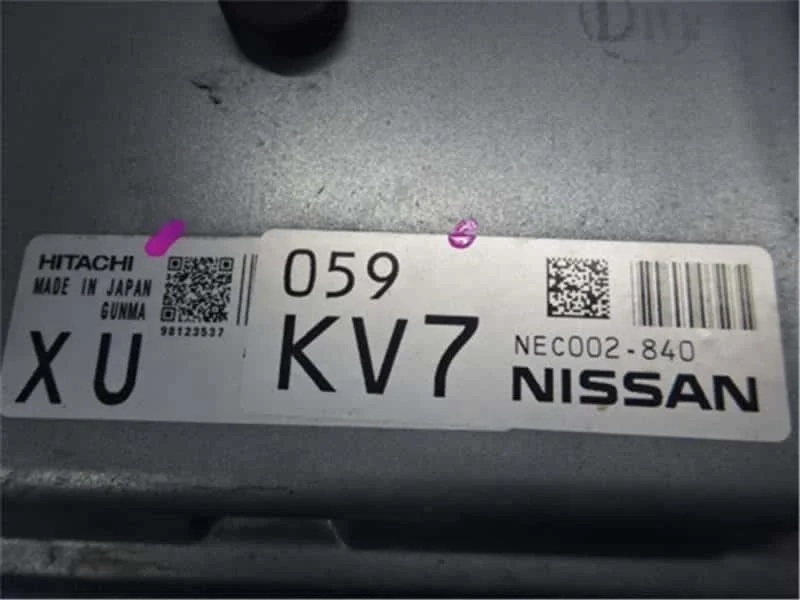 HITACHI
MADE IN JAPAN
GUNMA
98123537
XU
059
KV7
NEC002-840
NISSAN